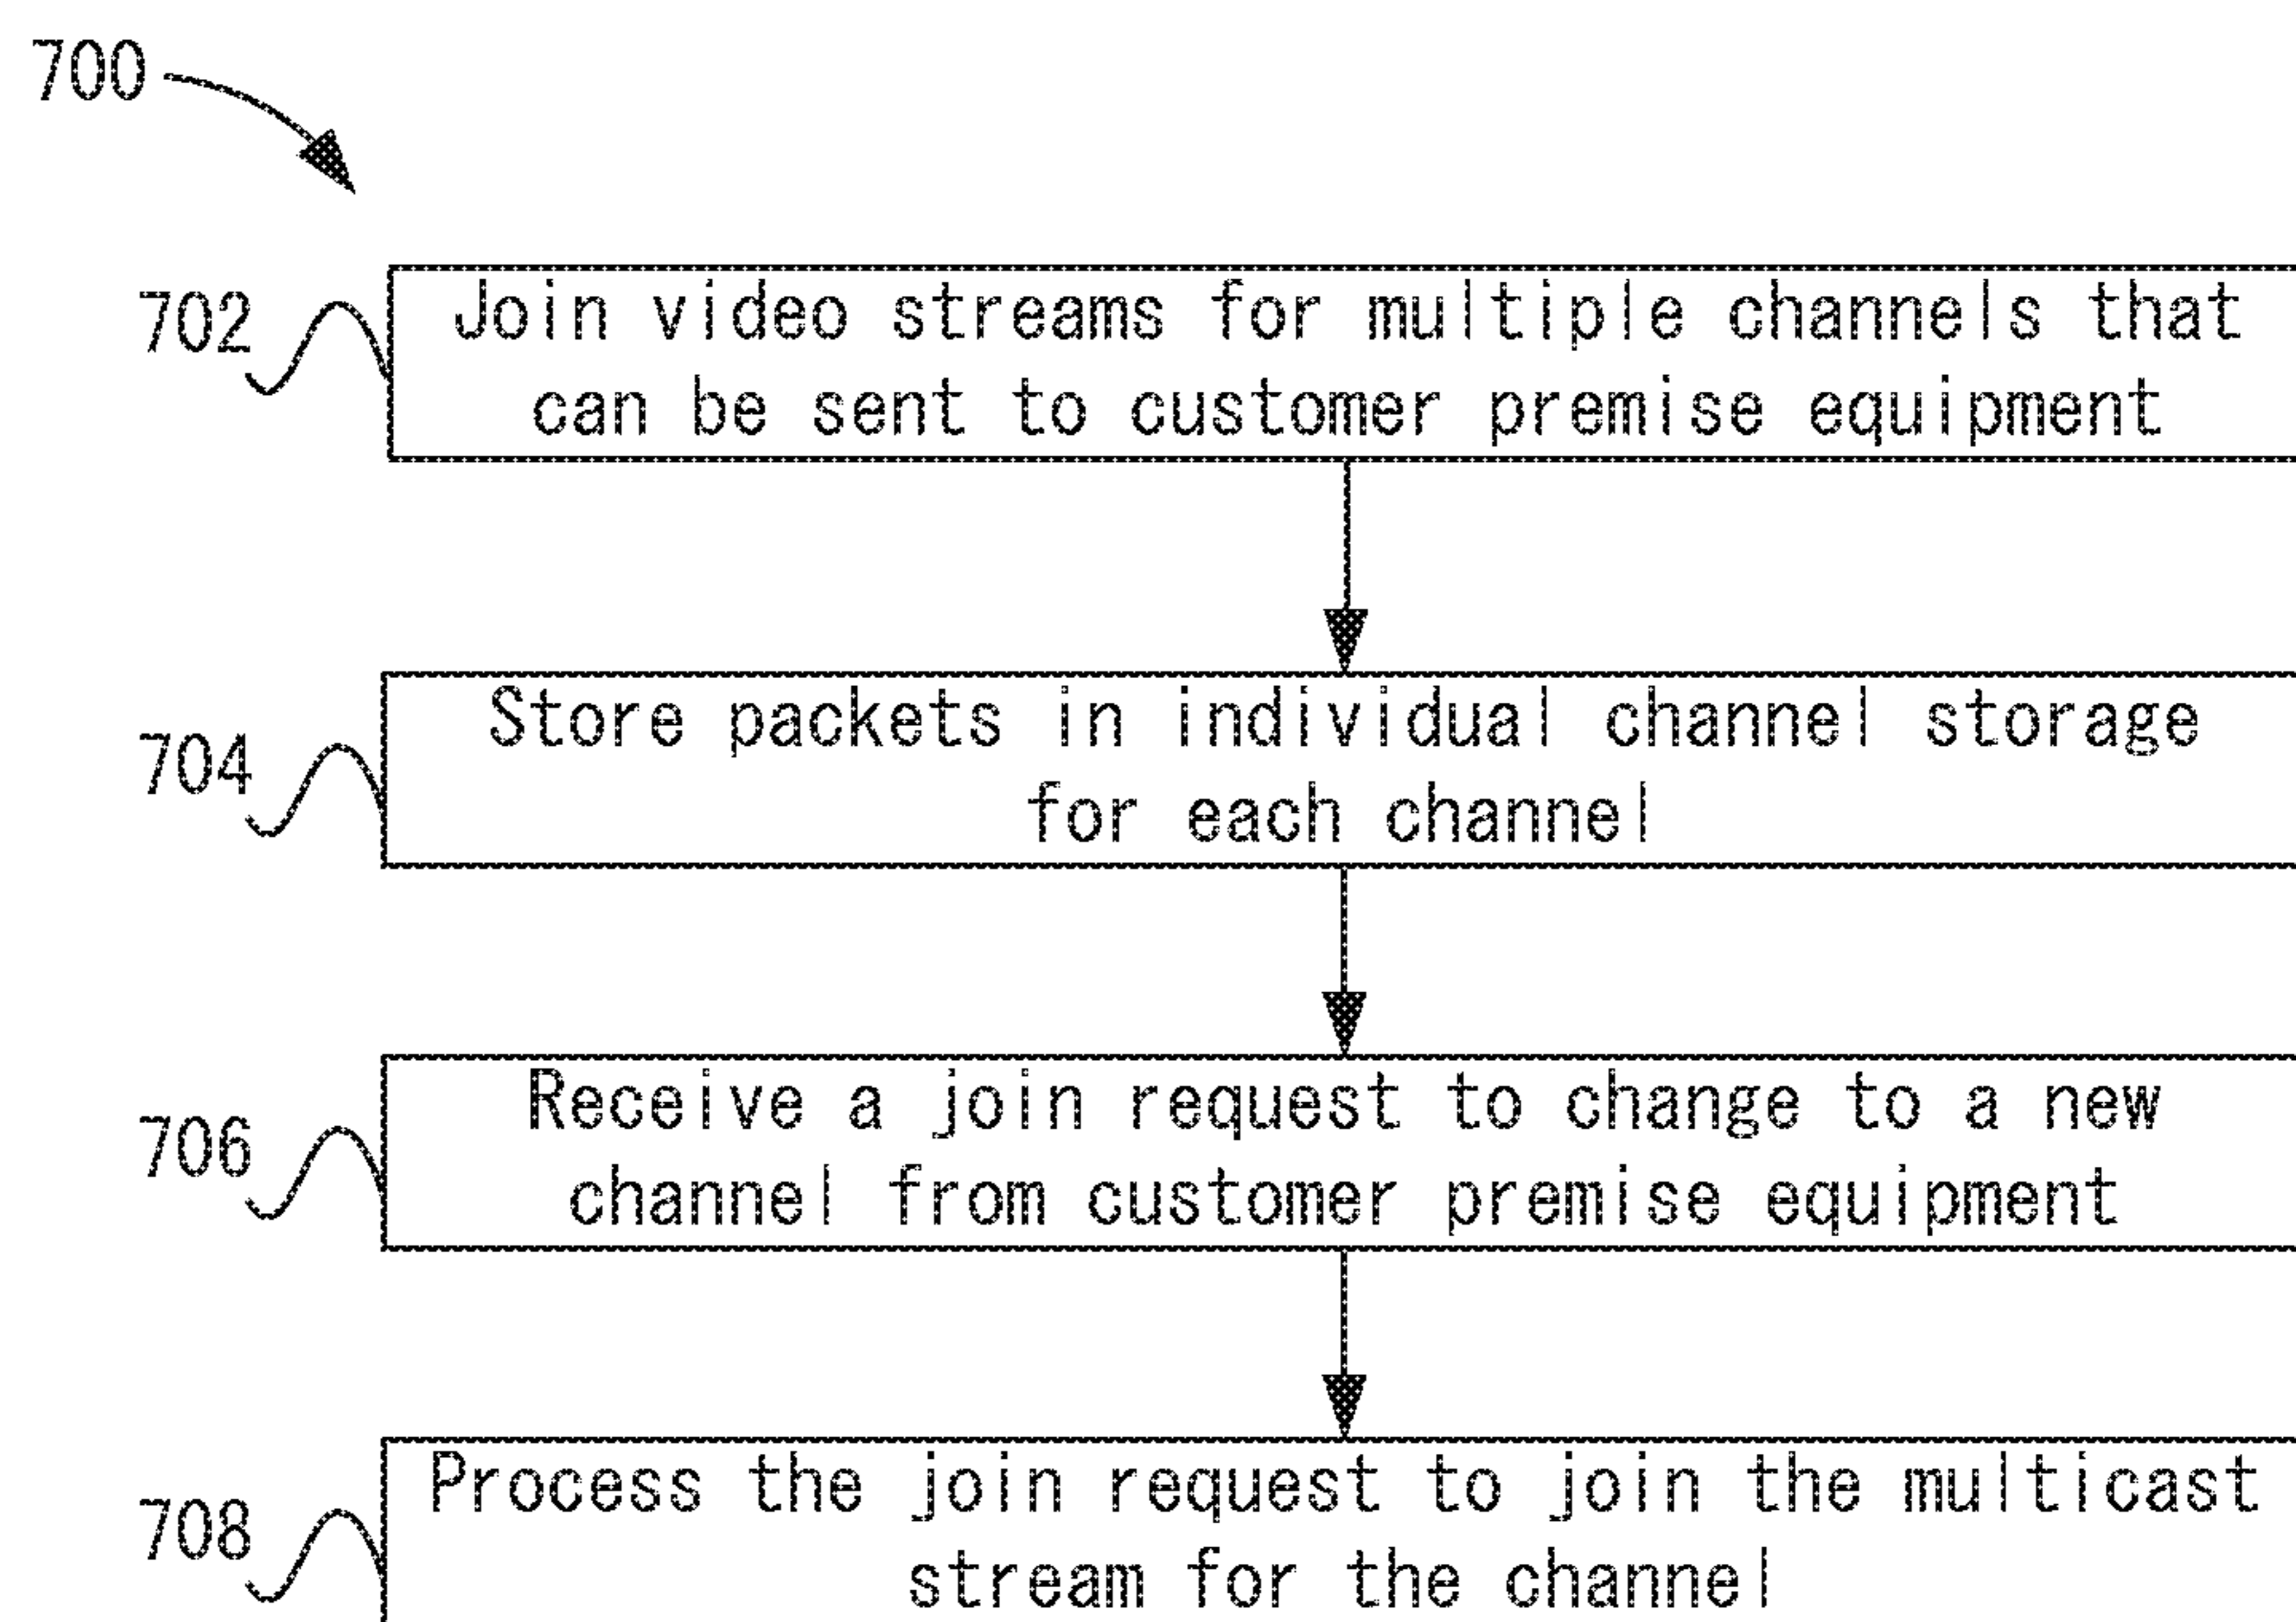 700
702
Join video streams for multiple channels that
can be sent to customer premise equipment
704
Store packets in individual channel storage
for each channel
706
Receive a join request to change to a new
channel from customer premise equipment
708
Process the join request to join the multicast
stream for the channel